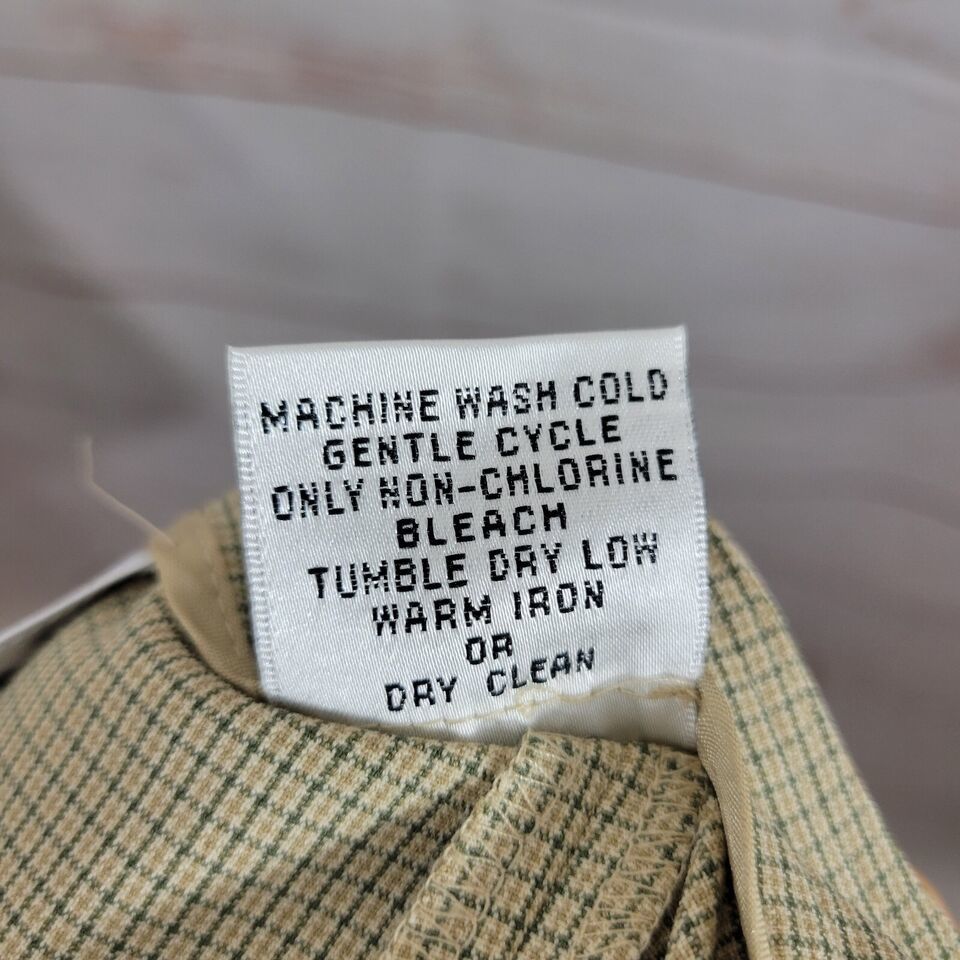 MACHINE WASH COLD
GENTLE CYCLE
ONLY NON-CHLORINE
BLEACH
TUMBLE DRY LOW
WARM IRON
OR
DRY CLEAN